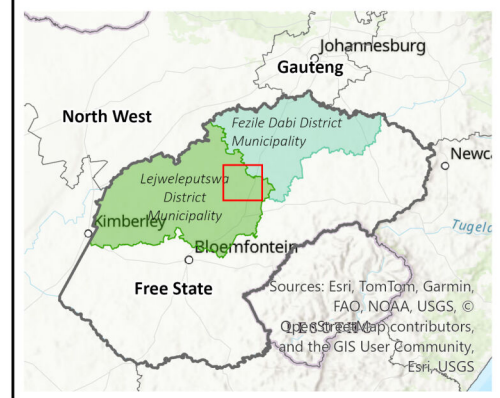 Johannesburg
Gauteng
North West
Fezile Dabi District
Municipality
Newc
Lejweleputswa
District
Municipality
Kimberley
Tugela
Bloemfontein
Free State
Sources: Esri, TomTom, Garmin,
FAO, NOAA, USGS, ©
OpenStreetMap contributors,
and the GIS User Community,
Esri, USGS